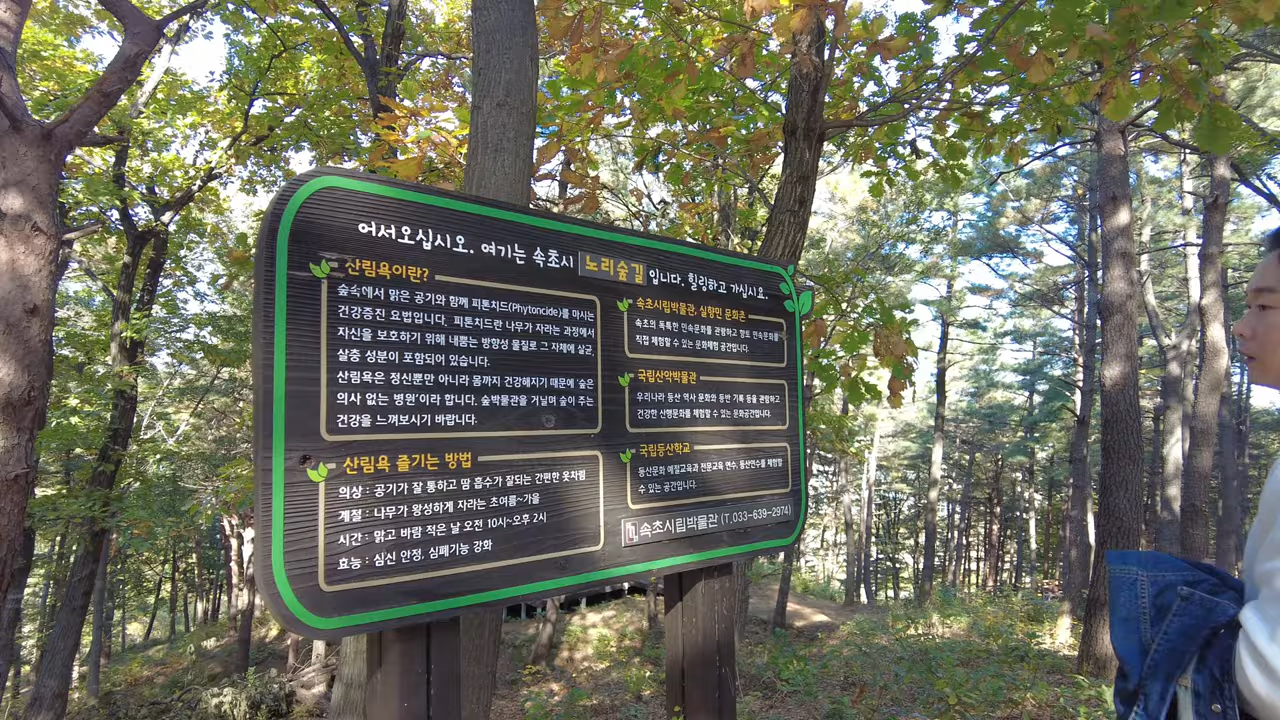 어서오십시오. 여기는 속초시 노리숲길 입니다. 힐링하고 가십시요.
산림욕이란?
숲속에서 맑은 공기와 함께 피톤치드(Phytoncide)를 마시는
건강증진 요법입니다. 피톤치드란 나무가 자라는 과정에서
자신을 보호하기 위해 내뿜는 방향성 물질로 그 자체에 살균,
살충 성분이 포함되어 있습니다.
산림욕은 정신뿐만 아니라 몸까지 건강해지기 때문에 '숲은
의사 없는 병원'이라 합니다. 숲박물관을 거닐며 숲이 주는
건강을 느껴보시기 바랍니다.
산림욕 즐기는 방법
의상 : 공기가 잘 통하고 땀 흡수가 잘되는 간편한 옷차림
계절 : 나무가 왕성하게 자라는 초여름~가을
시간 : 맑고 바람 적은 날 오전 10시~오후 2시
효능 : 심신 안정, 심폐기능 강화
속초시립박물관, 실향민 문화촌
속초의 독특한 민속문화를 관람하고 향토 민속문화를
직접 체험할 수 있는 문화체험 공간입니다.
국립산악박물관
우리나라 등산 역사 문화와 등반 기록 등을 관람하고
건강한 산행문화를 체험할 수 있는 문화공간입니다.
국립등산학교
등산문화 예절교육과 전문교육 연수, 등산연수를 체험할
수 있는 공간입니다.
속초시립박물관 (T.033-639-2974)